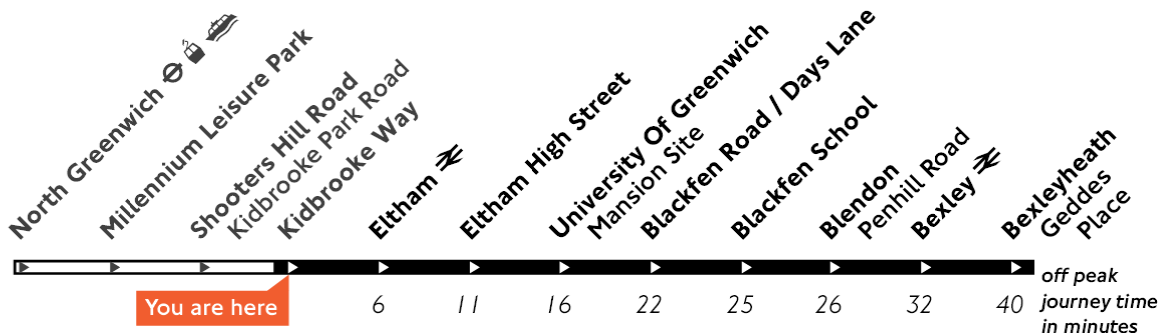 North Greenwich
Millennium Leisure Park
Shooters Hill Road
Kidbrooke Park Road
Kidbrooke Way
Eltham
Eltham High Street
University Of Greenwich
Mansion Site
Blackfen Road / Days Lane
Blackfen School
Blendon
Penhill Road
Bexley
Bexleyheath
Geddes
Place
You are here
6
11
16
22
25
26
32
40
off peak
journey time
in minutes